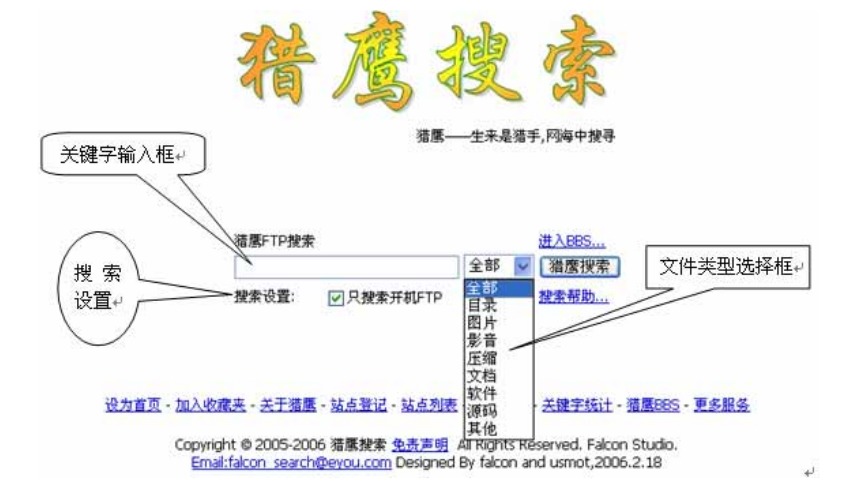 猎鹰搜索
猎鹰——生来是猎手,网海中搜寻
关键字输入框
猎鹰FTP搜索
进入BBS...
全部
猎鹰搜索
文件类型选择框
搜 索
设置
搜索设置:
只搜索开机FTP
搜索帮助...
全部
目录
图片
影音
压缩
文档
软件
源码
其他
设为首页 - 加入收藏夹 - 关于猎鹰 - 站点登记 - 站点列表 - 关键字统计 - 猎鹰BBS - 更多服务
Copyright © 2005-2006 猎鹰搜索 免责声明 All Rights Reserved. Falcon Studio.
Email:falcon_search@eyou.com Designed By falcon and usmot,2006.2.18